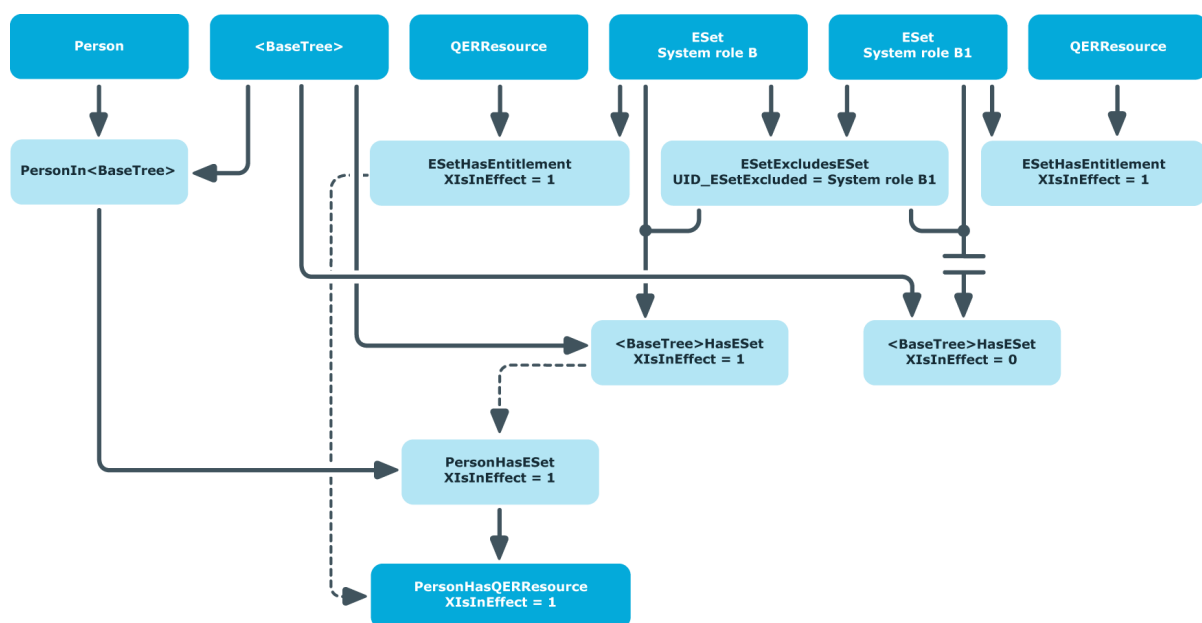 Person
<BaseTree>
QERResource
ESet
System role B
ESet
System role B1
QERResource
PersonIn<BaseTree>
ESetHasEntitlement
XIsInEffect = 1
ESetExcludesESet
UID_ESetExcluded = System role B1
ESetHasEntitlement
XIsInEffect = 1
<BaseTree>HasESet
XIsInEffect = 1
<BaseTree>HasESet
XIsInEffect = 0
PersonHasESet
XIsInEffect = 1
PersonHasQERResource
XIsInEffect = 1